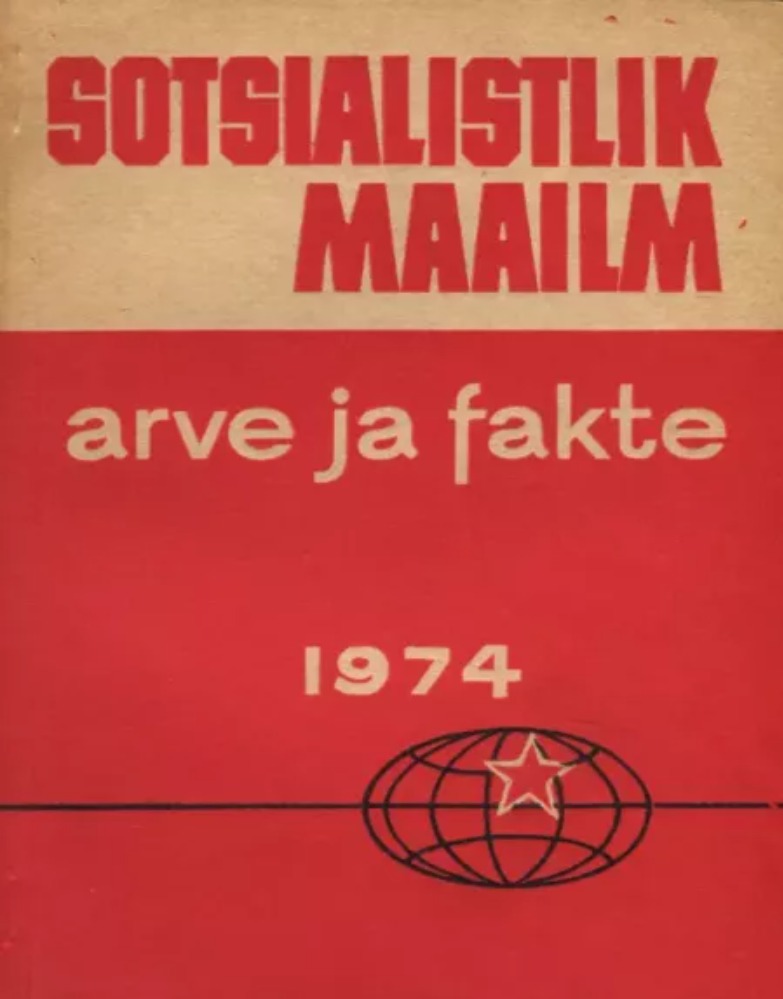 SOTSIALISTLIK
MAAILM
arve ja fakte
1974